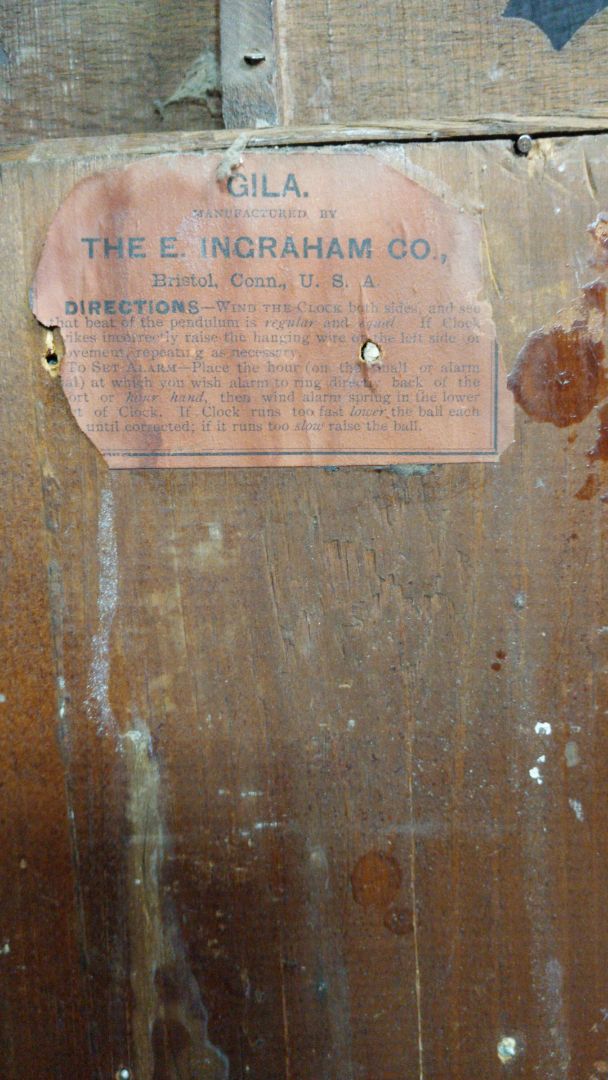 GILA.
MANUFACTURED BY
THE E. INGRAHAM CO.,
Bristol, Conn., U. S. A.
DIRECTIONS—WIND THE CLOCK both sides, and see
that beat of the pendulum is regular and equal. If Clock
ikes incorrectly raise the hanging wire on the left side of
ovement, repeating as necessary.
To SET ALARM—Place the hour (on the small or alarm
al) at which you wish alarm to ring directly back of the
ort or hour hand, then wind alarm spring in the lower
t of Clock. If Clock runs too fast lower the ball each
until corrected; if it runs too slow raise the ball.